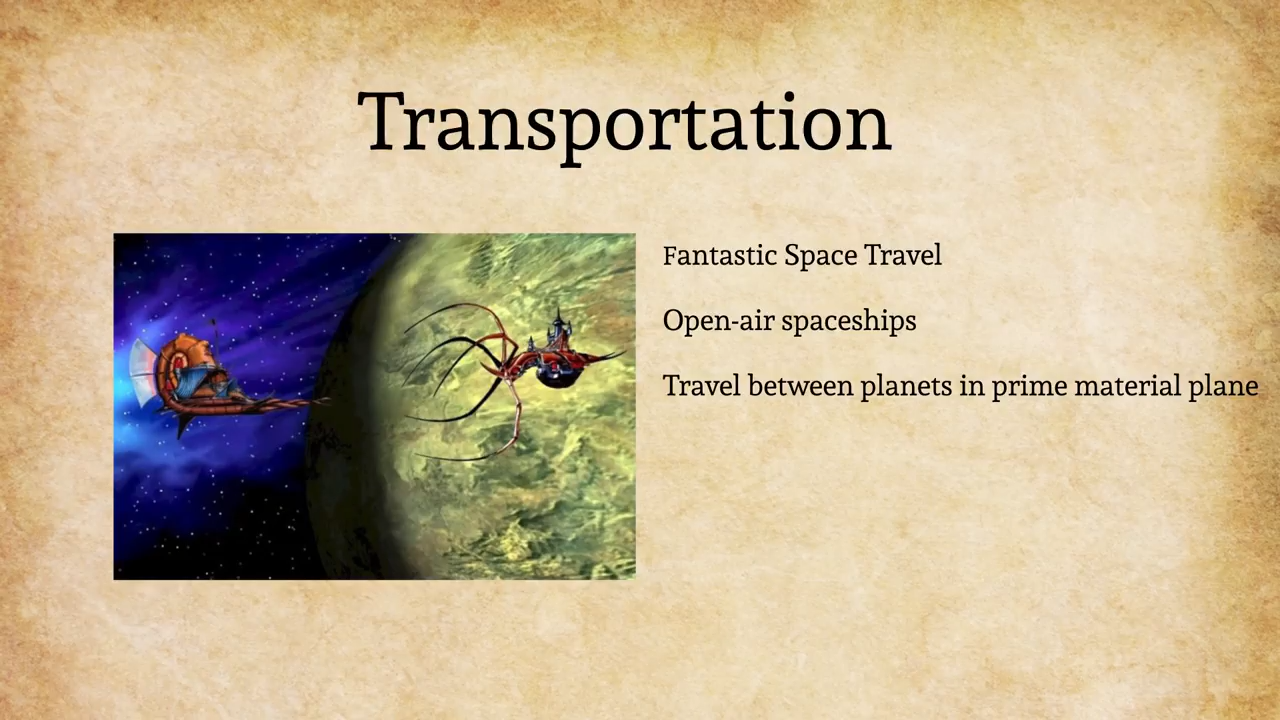 Transportation
Fantastic Space Travel
Open-air spaceships
Travel between planets in prime material plane